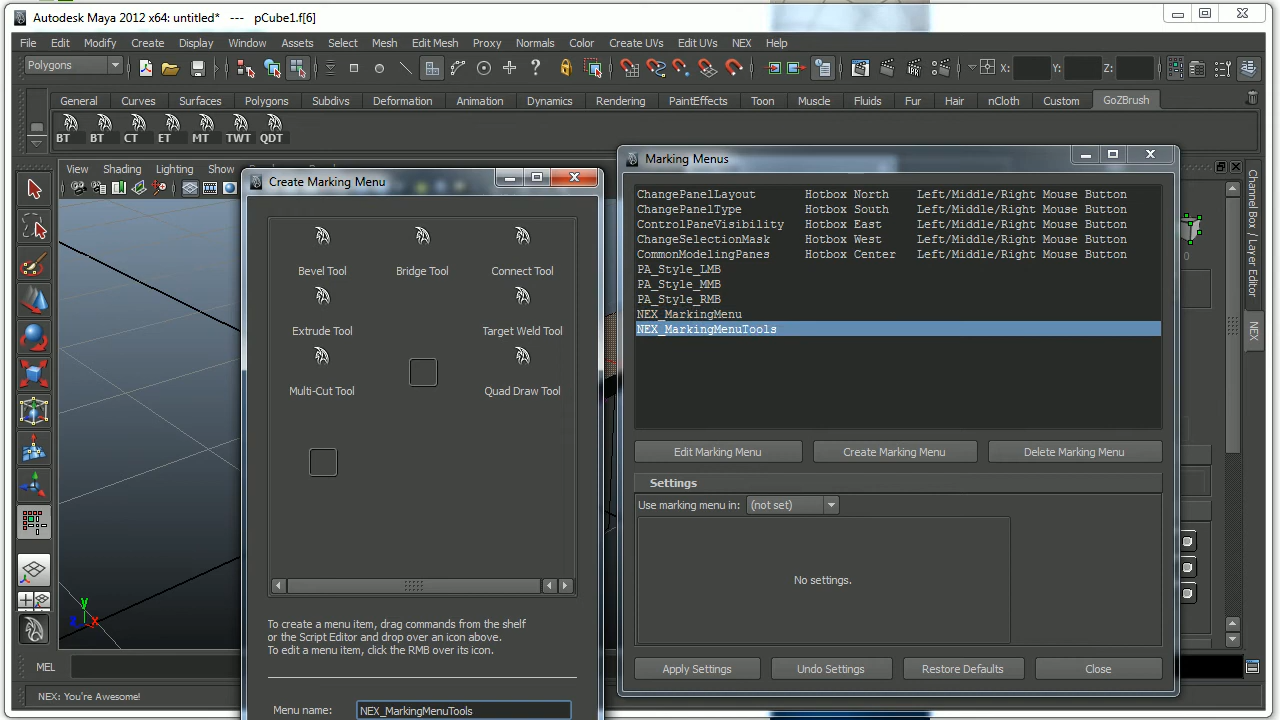 Autodesk Maya 2012 x64: untitled* --- pCube1.f[6]
File Edit Modify Create Display Window Assets Select Mesh Edit Mesh Proxy Normals Color Create UVs Edit UVs NEX Help
Polygons X: Y: Z:
General Curves Surfaces Polygons Subdivs Deformation Animation Dynamics Rendering PaintEffects Toon Muscle Fluids Fur Hair nCloth Custom GoZBrush
BT BT CT ET MT TWT QDT
View Shading Lighting Show
Create Marking Menu
Bevel Tool Bridge Tool Connect Tool
Extrude Tool Target Weld Tool
Multi-Cut Tool Quad Draw Tool
To create a menu item, drag commands from the shelf
or the Script Editor and drop over an icon above.
To edit a menu item, click the RMB over its icon.
Menu name: NEX_MarkingMenuTools
Marking Menus
ChangePanelLayout Hotbox North Left/Middle/Right Mouse Button
ChangePanelType Hotbox South Left/Middle/Right Mouse Button
ControlPaneVisibility Hotbox East Left/Middle/Right Mouse Button
ChangeSelectionMask Hotbox West Left/Middle/Right Mouse Button
CommonModelingPanes Hotbox Center Left/Middle/Right Mouse Button
PA_Style_LMB
PA_Style_MMB
PA_Style_RMB
NEX_MarkingMenu
NEX_MarkingMenuTools
Edit Marking Menu Create Marking Menu Delete Marking Menu
Settings
Use marking menu in: (not set)
No settings.
Apply Settings Undo Settings Restore Defaults Close
Channel Box / Layer Editor
NEX
0
y
z x
MEL
NEX: You're Awesome!